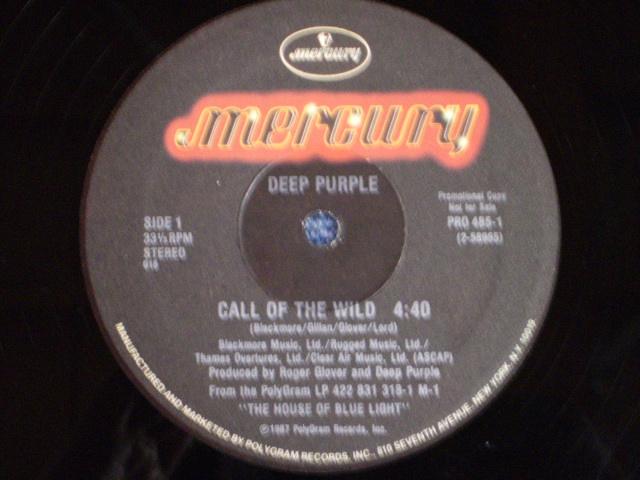 mercury
mercury
DEEP PURPLE
Promotional Copy
Not for Sale
PRO 485-1
(2-58965)
SIDE 1
33⅓ RPM
STEREO
CALL OF THE WILD 4:40
(Blackmore/Gillan/Glover/Lord)
Blackmore Music, Ltd./Rugged Music, Ltd./
Thames Overtures, Ltd./Clear Air Music, Ltd. (ASCAP)
Produced by Roger Glover and Deep Purple
From the PolyGram LP 422 831 318-1 M-1
"THE HOUSE OF BLUE LIGHT"
℗1987 PolyGram Records, Inc.
MANUFACTURED AND MARKETED BY POLYGRAM RECORDS, INC., 810 SEVENTH AVENUE, NEW YORK, N.Y. 10019